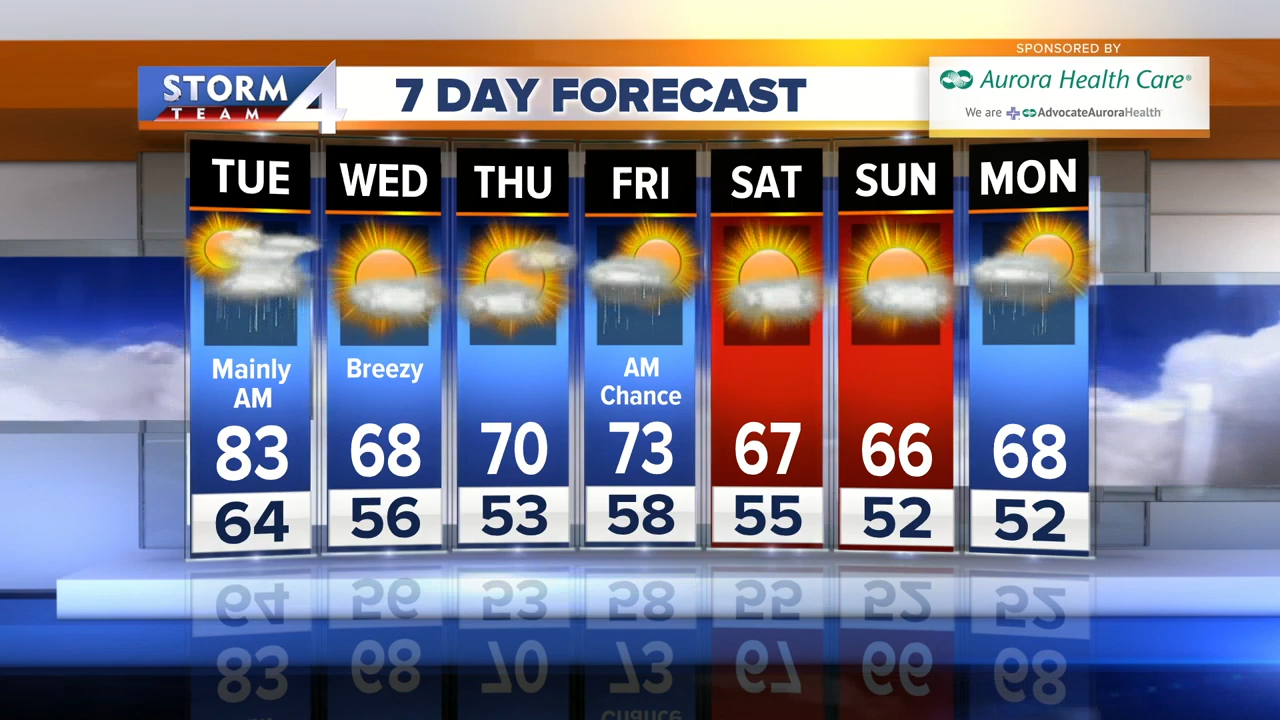 SPONSORED BY
STORM
TEAM
4
7 DAY FORECAST
Aurora Health Care®
We are AdvocateAuroraHealth
TUE WED THU FRI SAT SUN MON
Mainly
AM
Breezy
AM
Chance
83 68 70 73 67 66 68
64 56 53 58 55 52 52